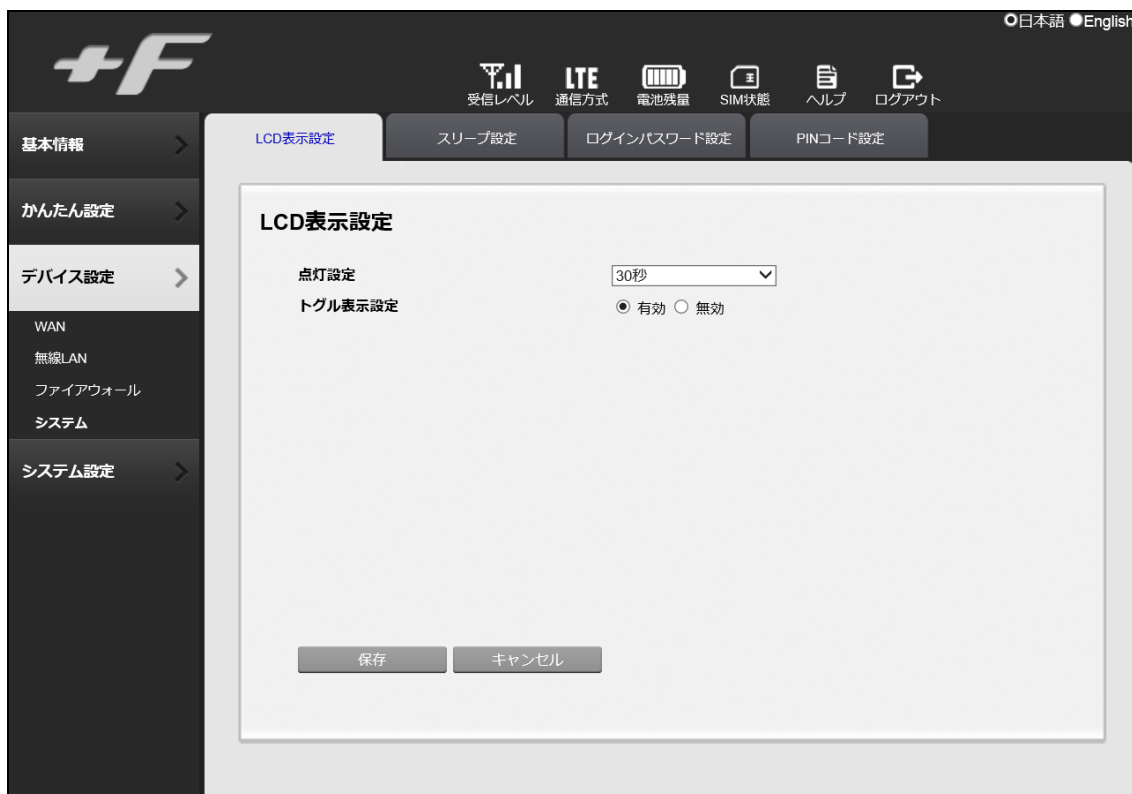 日本語 English
+F
受信レベル LTE 通信方式 電池残量 SIM状態 ヘルプ ログアウト
基本情報
かんたん設定
デバイス設定
WAN
無線LAN
ファイアウォール
システム
システム設定
LCD表示設定 スリープ設定 ログインパスワード設定 PINコード設定
LCD表示設定
点灯設定 30秒
トグル表示設定 有効 無効
保存 キャンセル